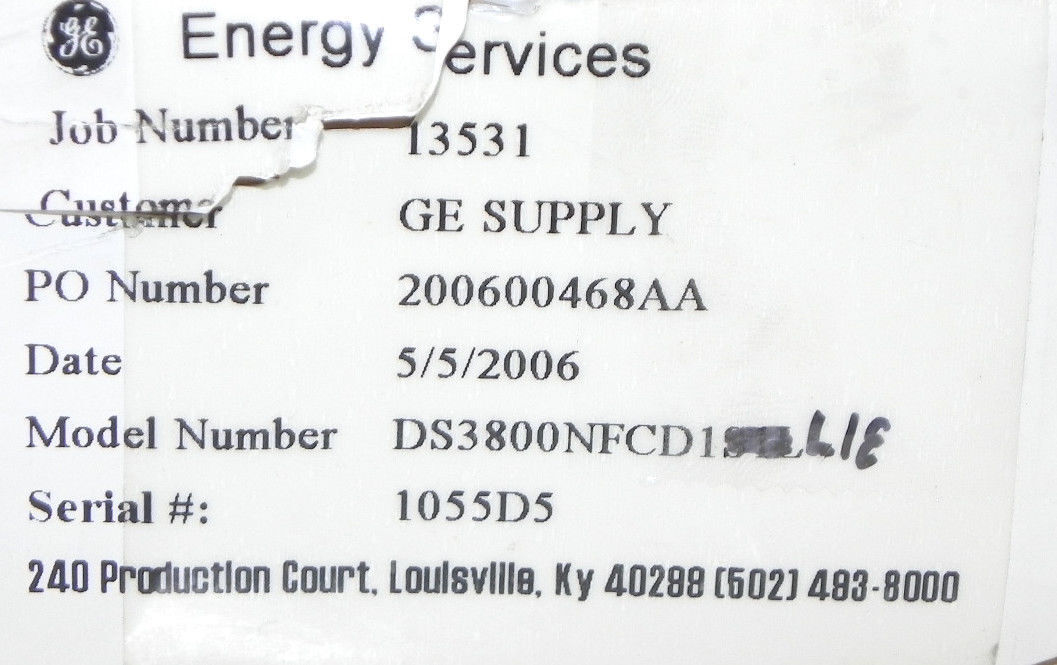 GE Energy Services
Job Number 13531
Customer GE SUPPLY
PO Number 200600468AA
Date 5/5/2006
Model Number DS3800NFCD1 L1E
Serial #: 1055D5
240 Production Court, Louisville, Ky 40299 (502) 493-8000